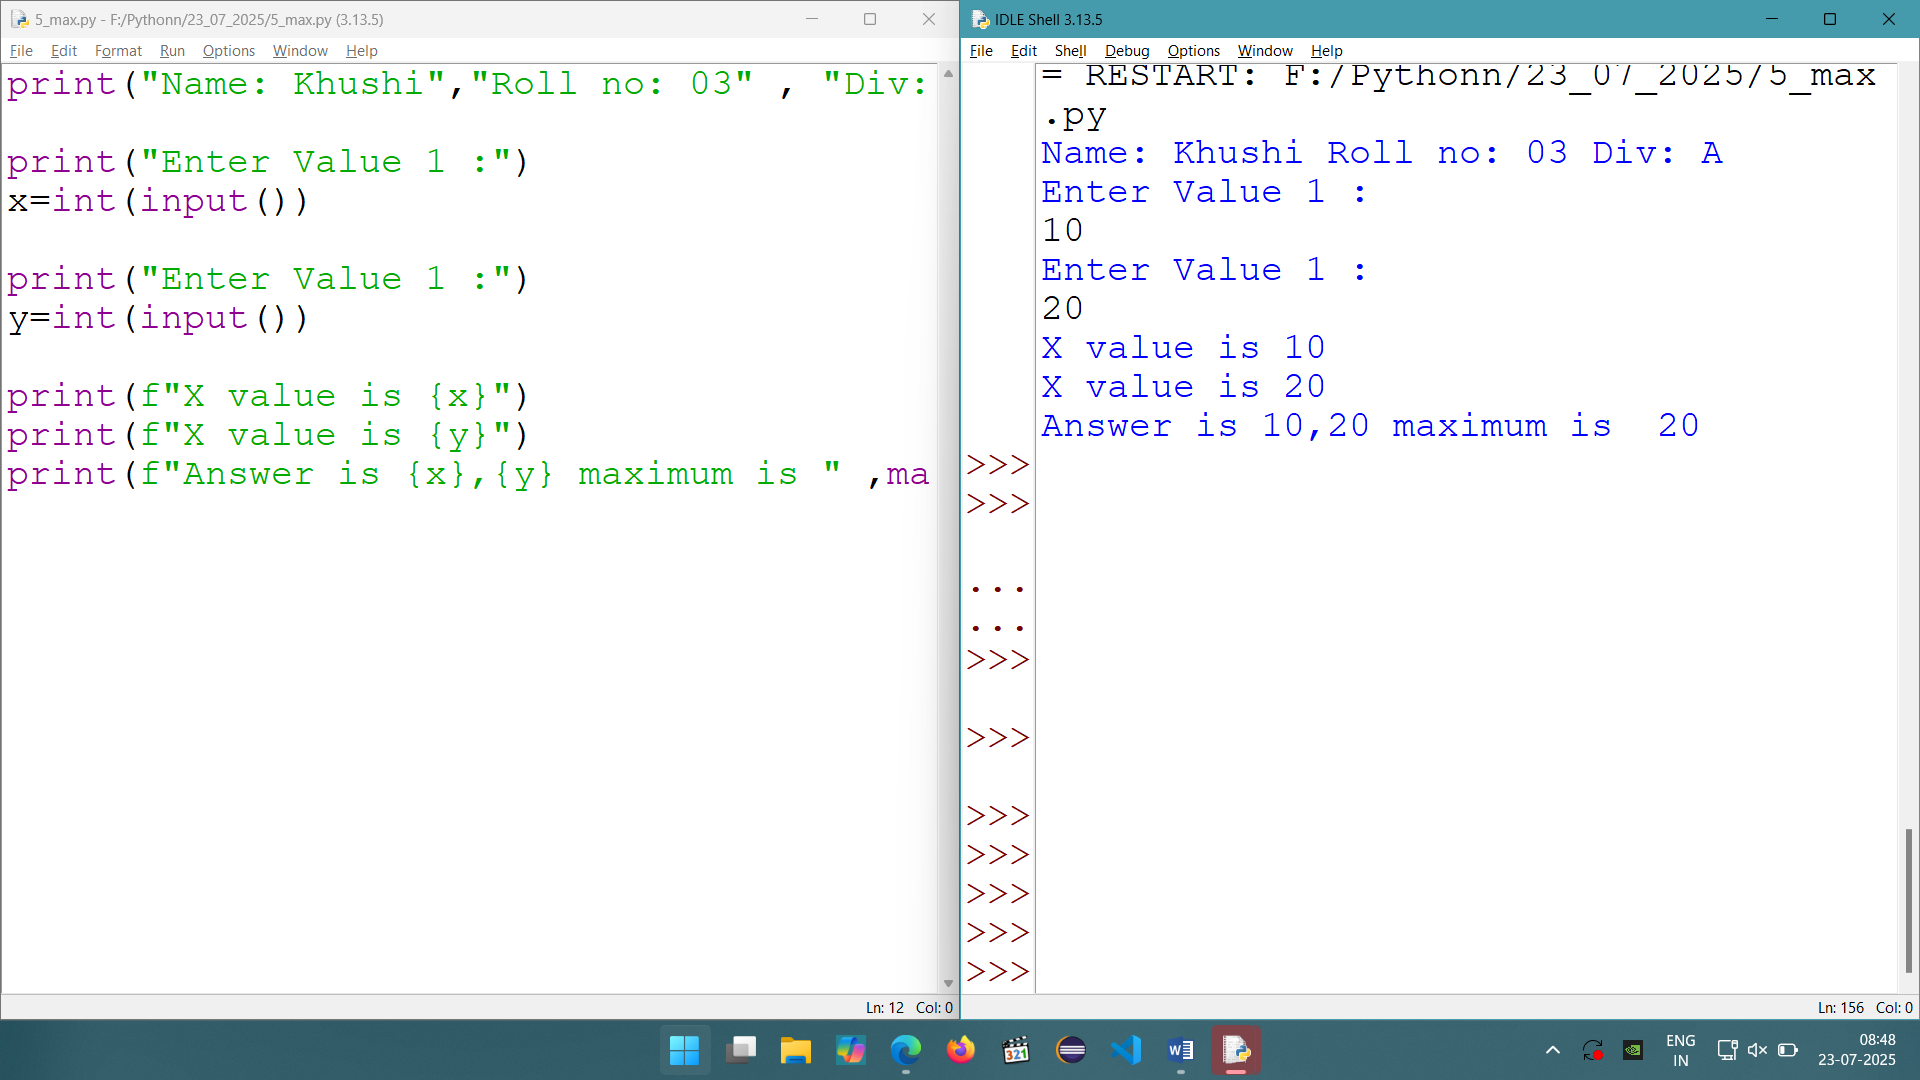 5_max.py - F:/Pythonn/23_07_2025/5_max.py (3.13.5)
File Edit Format Run Options Window Help
print("Name: Khushi","Roll no: 03" , "Div:
print("Enter Value 1 :")
x=int(input())
print("Enter Value 1 :")
y=int(input())
print(f"X value is {x}")
print(f"X value is {y}")
print(f"Answer is {x},{y} maximum is " ,ma
Ln: 12 Col: 0
IDLE Shell 3.13.5
File Edit Shell Debug Options Window Help
= RESTART: F:/Pythonn/23_07_2025/5_max
.py
Name: Khushi Roll no: 03 Div: A
Enter Value 1 :
10
Enter Value 1 :
20
X value is 10
X value is 20
Answer is 10,20 maximum is  20
>>>
>>>
...
...
>>>
>>>
>>>
>>>
>>>
>>>
>>>
Ln: 156 Col: 0
321
ENG
IN
08:48
23-07-2025